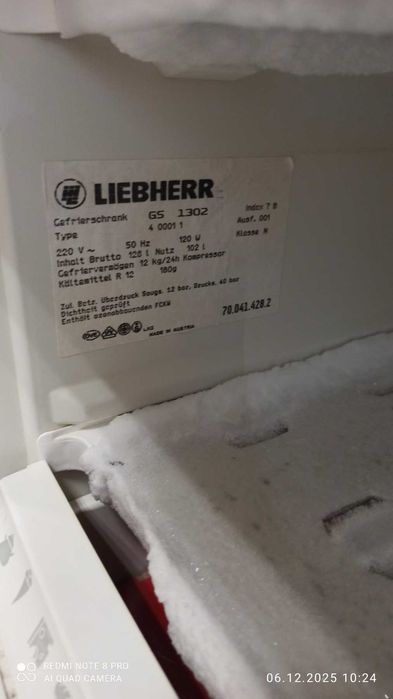 LIEBHERR
Gefrierschrank GS 1302 Index 7 B
Type 4 0001 1 Ausf. 001
220 V ~ 50 Hz 120 W Klasse N
Inhalt Brutto 128 l Nutz 102 l
Gefriervermögen 12 kg/24h Kompressor
Kältemittel R 12 180g
Zul. Betr. Überdruck Saugs. 12 bar, Drucks. 40 bar
Dichtheit geprüft
Enthält ozonabbauenden FCKW 70.041.428.2
MADE IN AUSTRIA
REDMI NOTE 8 PRO
AI QUAD CAMERA
06.12.2025 10:24